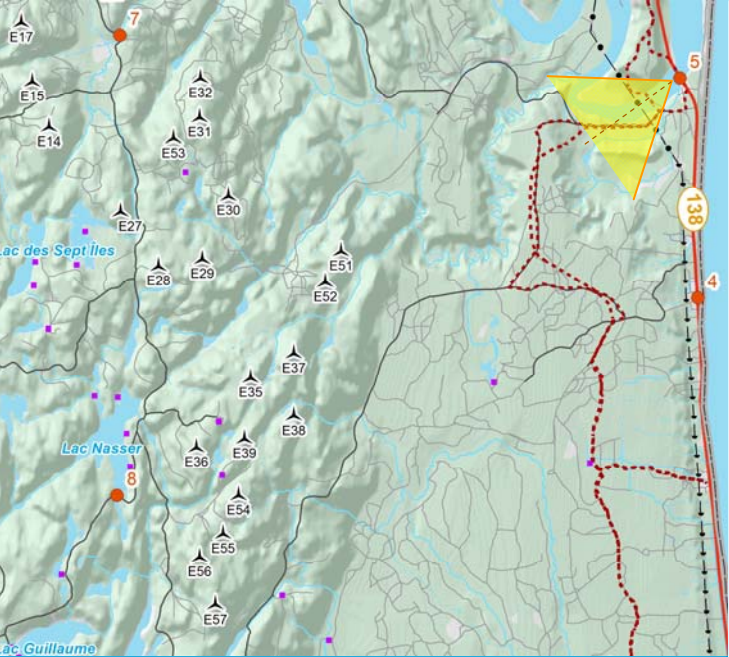 7
E17
5
E32
E15
E31
E14
E53
E30
138
E27
Lac des Sept Îles
E51
E28
E29
E52
4
E37
E35
E38
Lac Nasser
E39
E36
8
E54
E55
E56
E57
Lac Guillaume